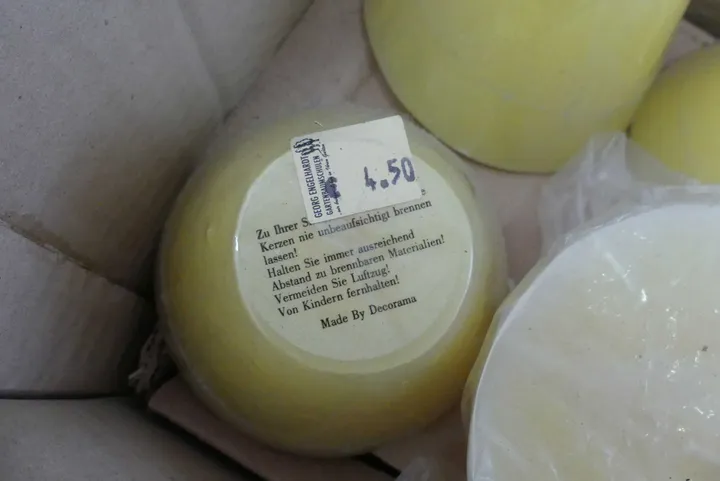 GEORG ENGELHARDT
GARTENBAUMSCHULEN
4.50
Zu Ihrer
Kerzen nie unbeaufsichtigt brennen
lassen!
Halten Sie immer ausreichend
Abstand zu brennbaren Materialien!
Vermeiden Sie Luftzug!
Von Kindern fernhalten!
Made By Decorama